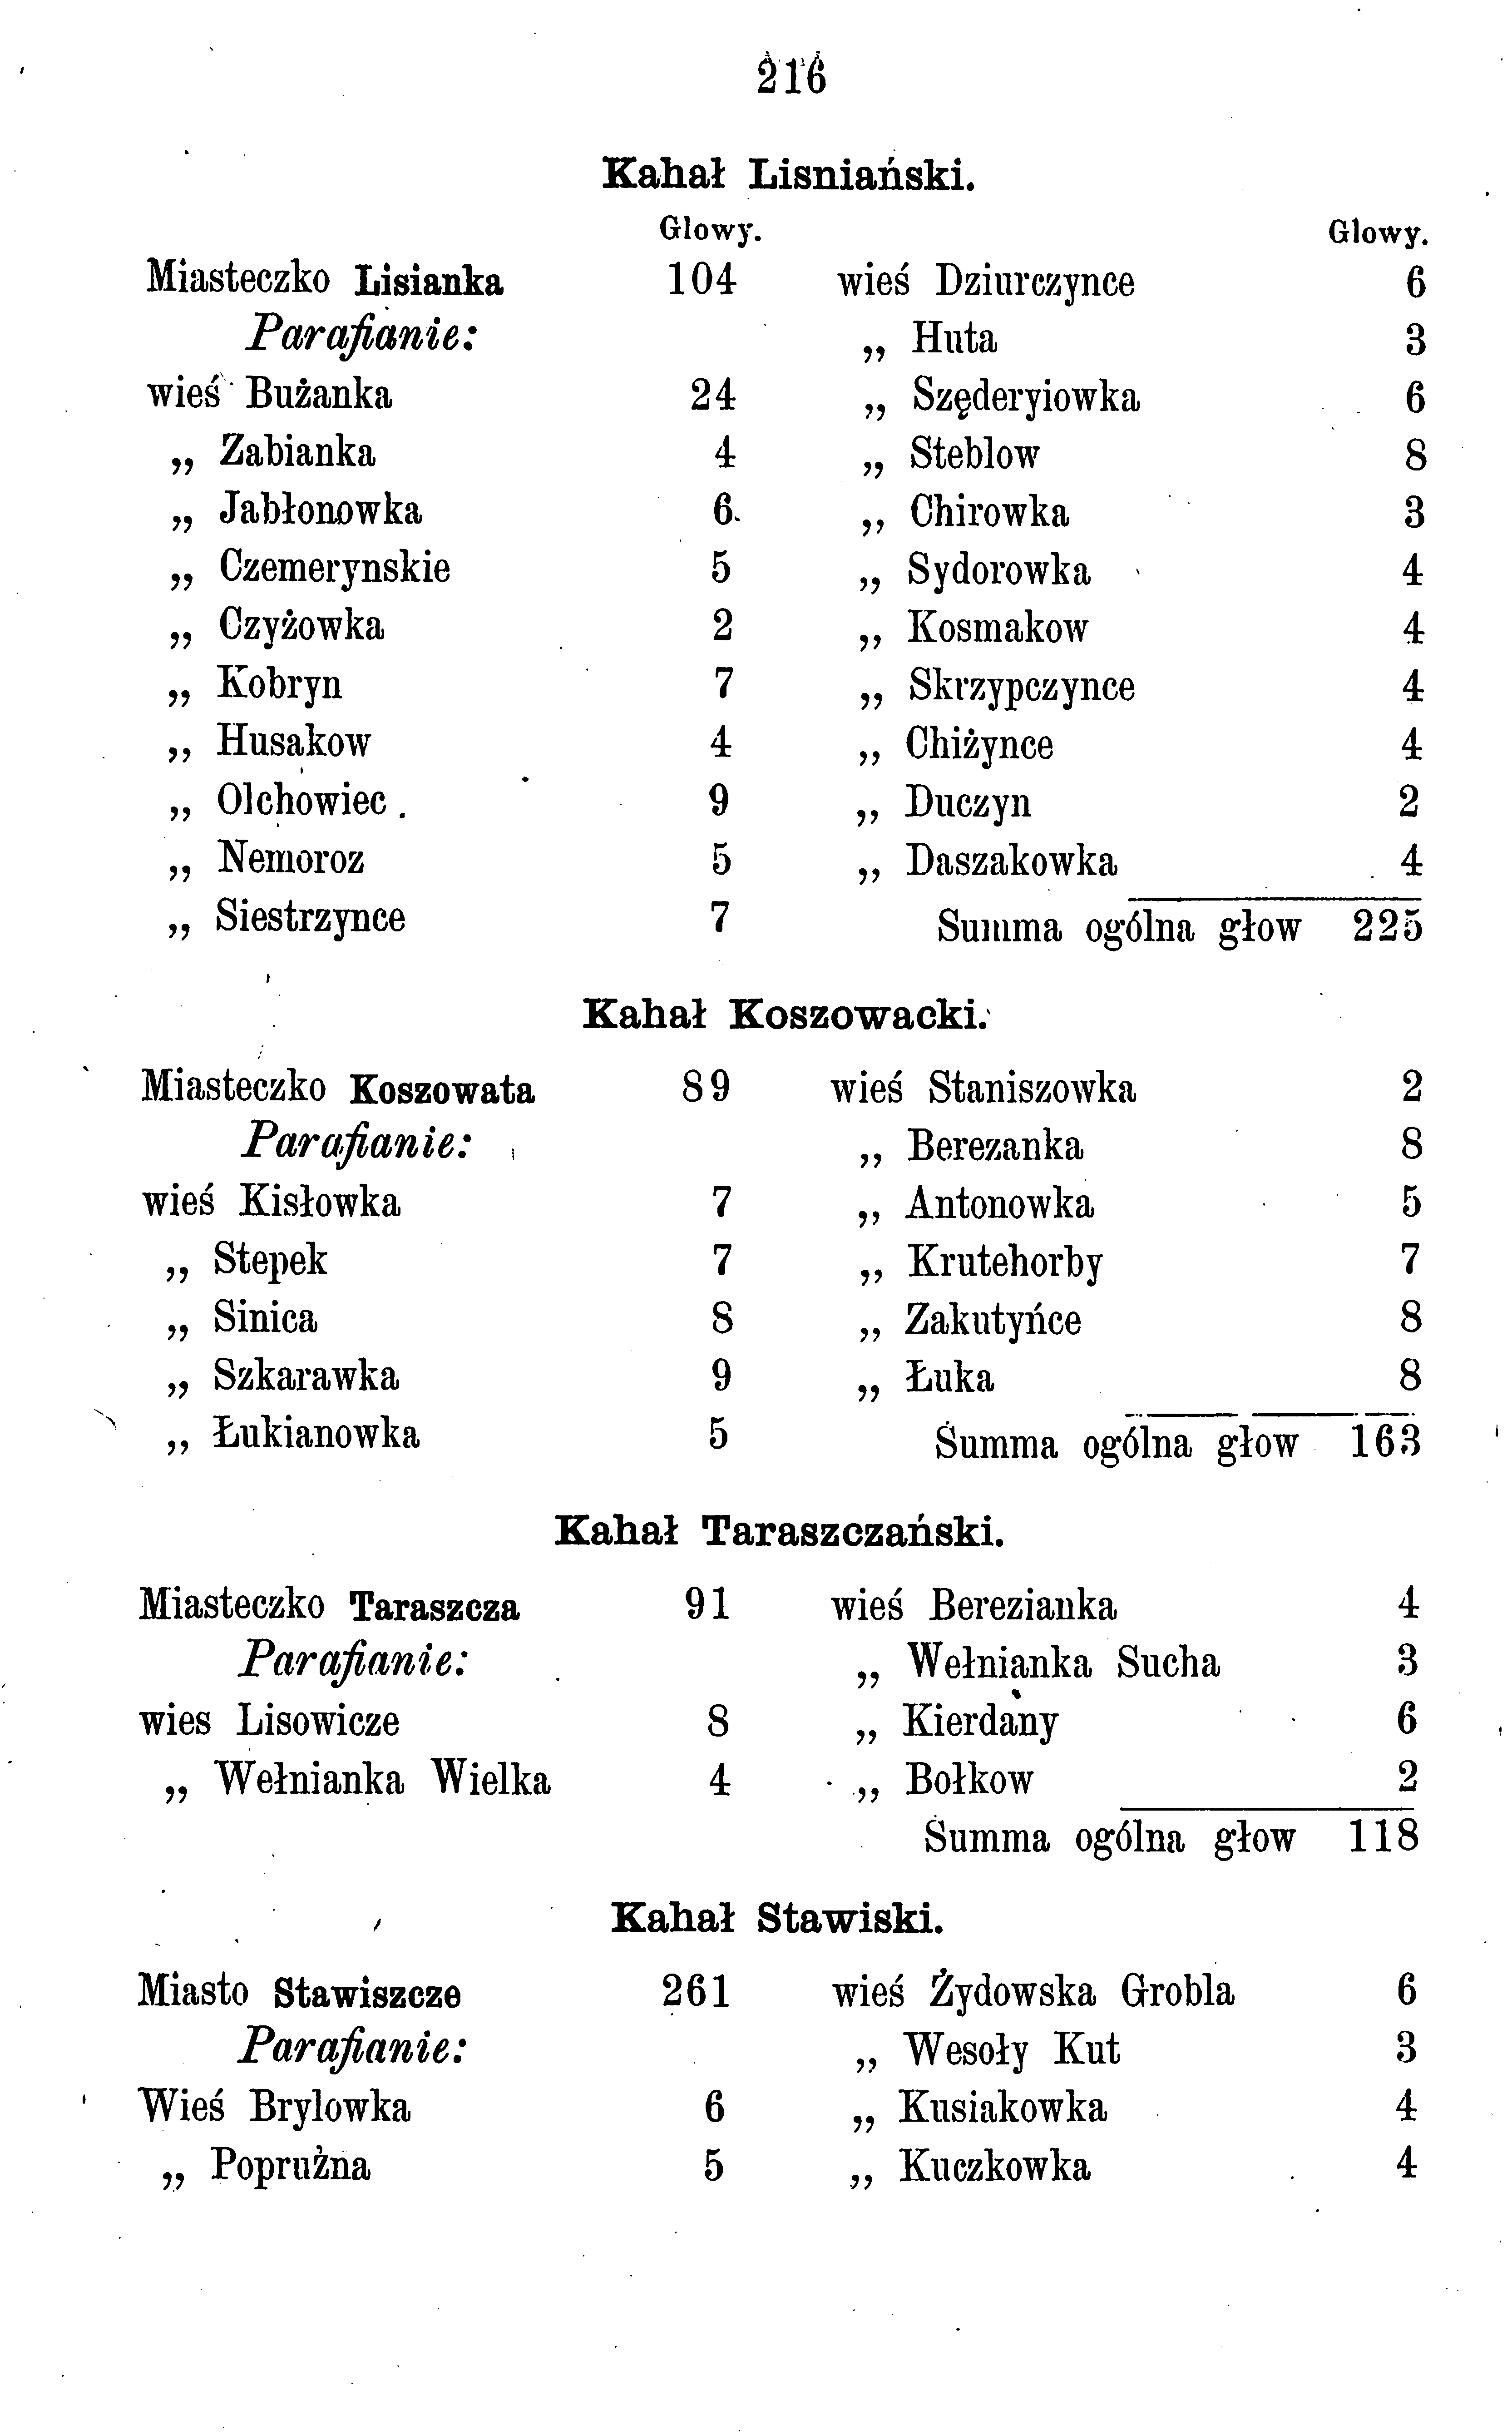 216
Kahał Lisniański.
Glowy.
Miasteczko Lisianka 104
Parafianie:
wieś Bużanka 24
„ Zabianka 4
„ Jabłonowka 6
„ Czemerynskie 5
„ Czyżowka 2
„ Kobryn 7
„ Husakow 4
„ Olchowiec. 9
„ Nemoroz 5
„ Siestrzynce 7
Glowy.
wieś Dziurczynce 6
„ Huta 3
„ Szęderyiowka 6
„ Steblow 8
„ Chirowka 3
„ Sydorowka 4
„ Kosmakow 4
„ Skrzypczynce 4
„ Chiżynce 4
„ Duczyn 2
„ Daszakowka 4
Summa ogólna głow 225
Kahał Koszowacki.
Miasteczko Koszowata 89
Parafianie:
wieś Kisłowka 7
„ Stepek 7
„ Sinica 8
„ Szkarawka 9
„ Łukianowka 5
wieś Staniszowka 2
„ Berezanka 8
„ Antonowka 5
„ Krutehorby 7
„ Zakutyńce 8
„ Łuka 8
Summa ogólna głow 163
Kahał Taraszczański.
Miasteczko Taraszcza 91
Parafianie:
wies Lisowicze 8
„ Wełnianka Wielka 4
wieś Berezianka 4
„ Wełnianka Sucha 3
„ Kierdany 6
„ Bołkow 2
Summa ogólna głow 118
Kahał Stawiski.
Miasto Stawiszcze 261
Parafianie:
Wieś Brylowka 6
„ Popružna 5
wieś Żydowska Grobla 6
„ Wesoły Kut 3
„ Kusiakowka 4
„ Kuczkowka 4